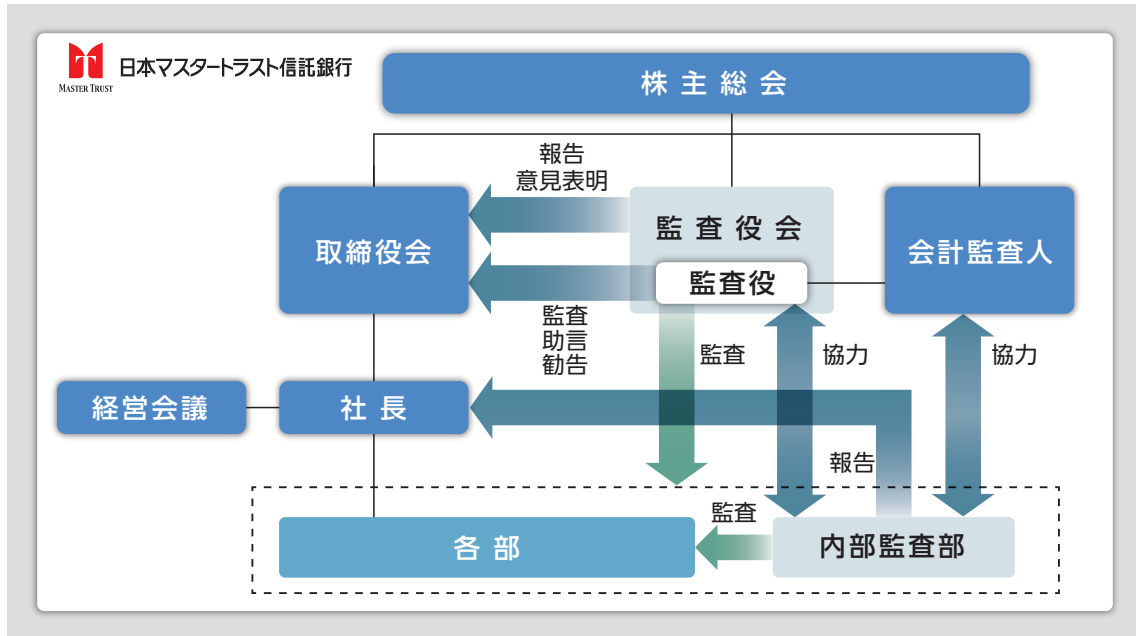 MASTER TRUST
日本マスタートラスト信託銀行
株主総会
報告
意見表明
取締役会
監査役会
監査役
会計監査人
監査
助言
勧告
監査
協力
協力
経営会議
社長
報告
監査
各部
内部監査部